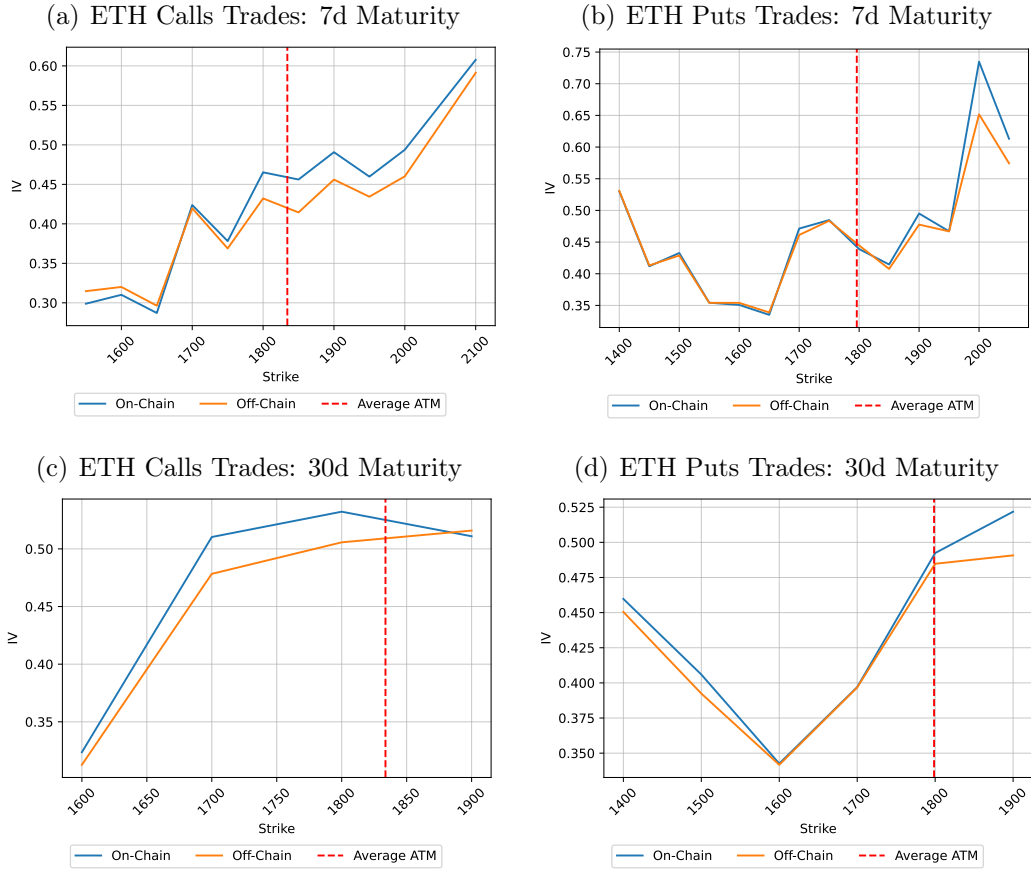 (a) ETH Calls Trades: 7d Maturity
0.60
0.55
0.50
0.45
0.40
0.35
0.30
IV
1600
1700
1800
1900
2000
2100
Strike
On-Chain
Off-Chain
Average ATM
(b) ETH Puts Trades: 7d Maturity
0.75
0.70
0.65
0.60
0.55
0.50
0.45
0.40
0.35
IV
1400
1500
1600
1700
1800
1900
2000
Strike
On-Chain
Off-Chain
Average ATM
(c) ETH Calls Trades: 30d Maturity
0.50
0.45
0.40
0.35
IV
1600
1650
1700
1750
1800
1850
1900
Strike
On-Chain
Off-Chain
Average ATM
(d) ETH Puts Trades: 30d Maturity
0.525
0.500
0.475
0.450
0.425
0.400
0.375
0.350
IV
1400
1500
1600
1700
1800
1900
Strike
On-Chain
Off-Chain
Average ATM